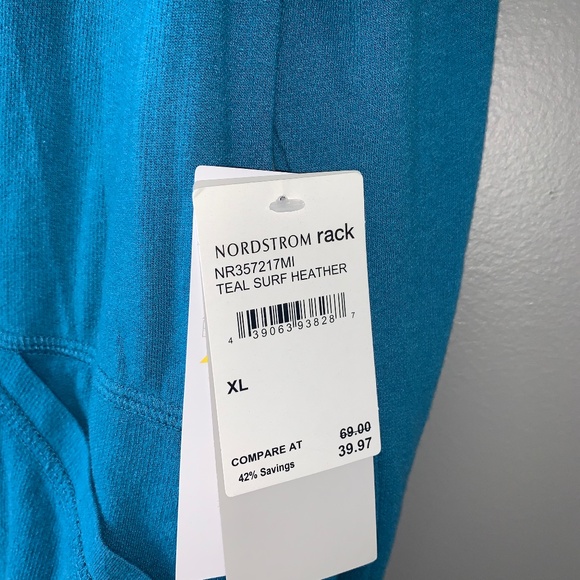 NORDSTROM rack
NR357217MI
TEAL SURF HEATHER
4 39063 93828 7
XL
69.00
COMPARE AT 39.97
42% Savings